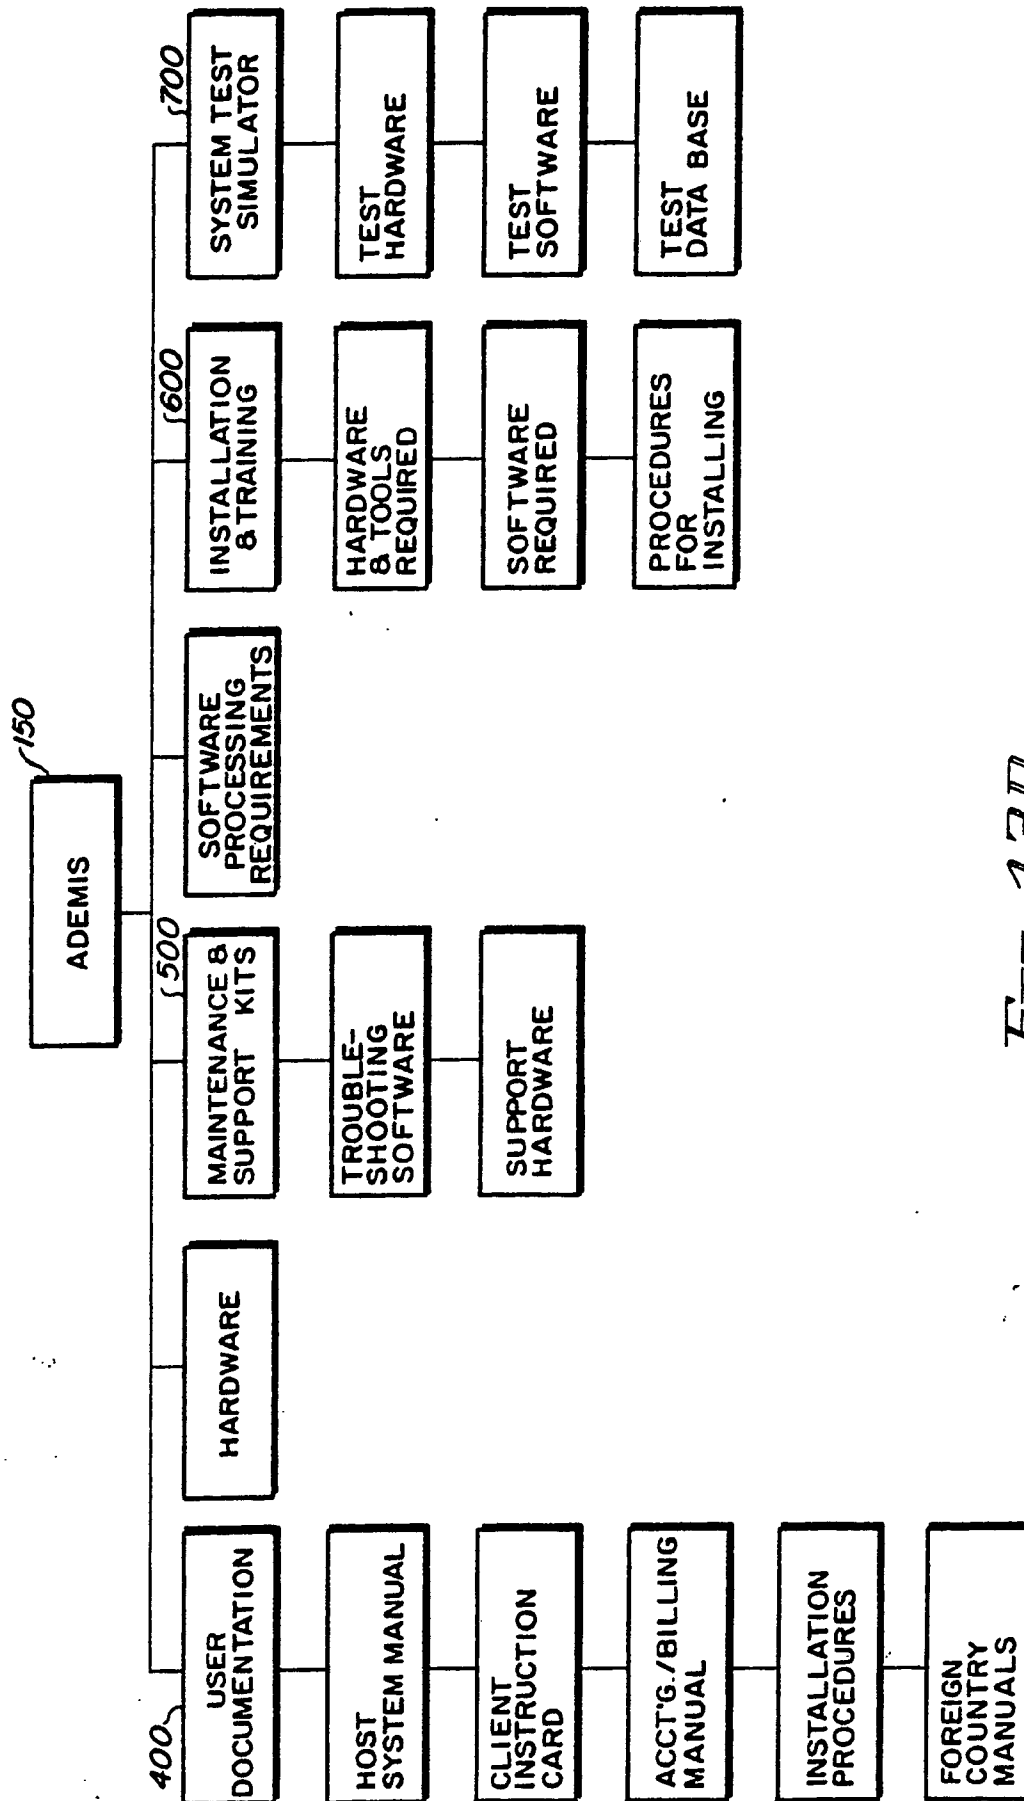 150
ADEMIS
400
USER
DOCUMENTATION
HOST
SYSTEM MANUAL
CLIENT
INSTRUCTION
CARD
ACCT'G./BILLING
MANUAL
INSTALLATION
PROCEDURES
FOREIGN
COUNTRY
MANUALS
HARDWARE
500
MAINTENANCE &
SUPPORT KITS
TROUBLE-
SHOOTING
SOFTWARE
SUPPORT
HARDWARE
SOFTWARE
PROCESSING
REQUIREMENTS
600
INSTALLATION
& TRAINING
HARDWARE
& TOOLS
REQUIRED
SOFTWARE
REQUIRED
PROCEDURES
FOR
INSTALLING
700
SYSTEM TEST
SIMULATOR
TEST
HARDWARE
TEST
SOFTWARE
TEST
DATA BASE